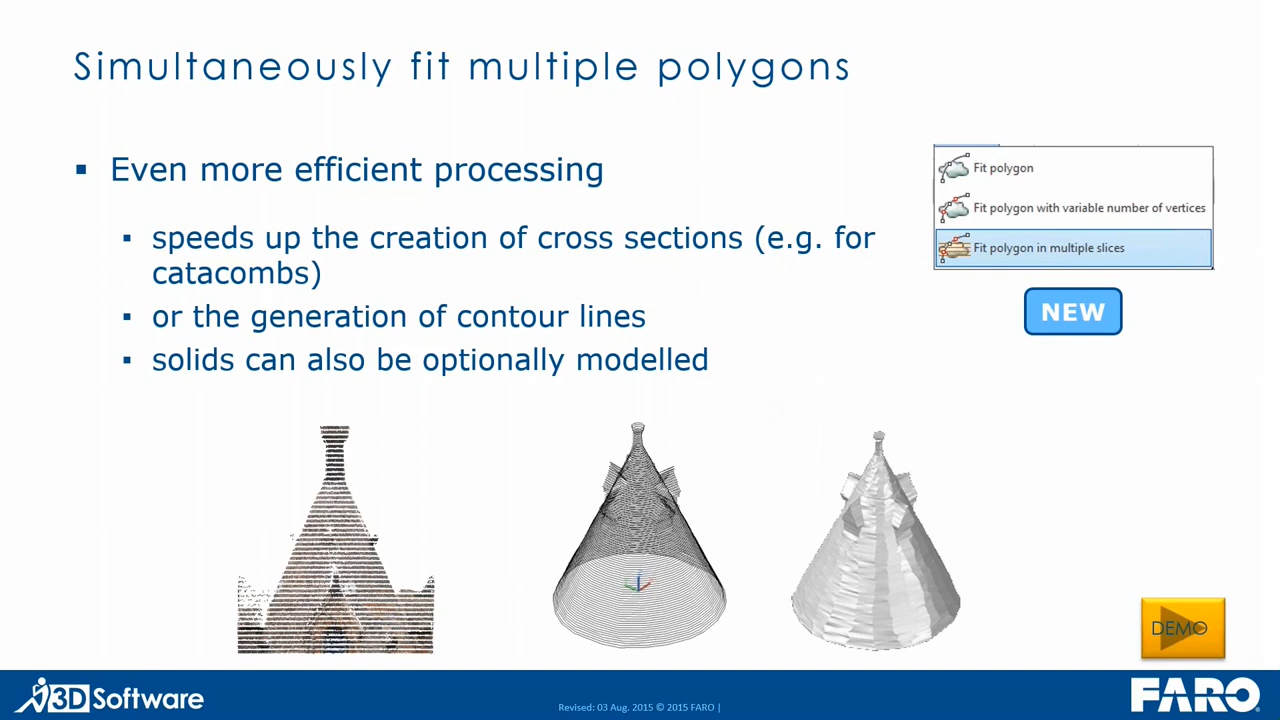 Simultaneously fit multiple polygons
▪ Even more efficient processing
▪ speeds up the creation of cross sections (e.g. for
catacombs)
▪ or the generation of contour lines
▪ solids can also be optionally modelled
Fit polygon
Fit polygon with variable number of vertices
Fit polygon in multiple slices
NEW
DEMO
3D Software
Revised: 03 Aug. 2015 © 2015 FARO |
FARO